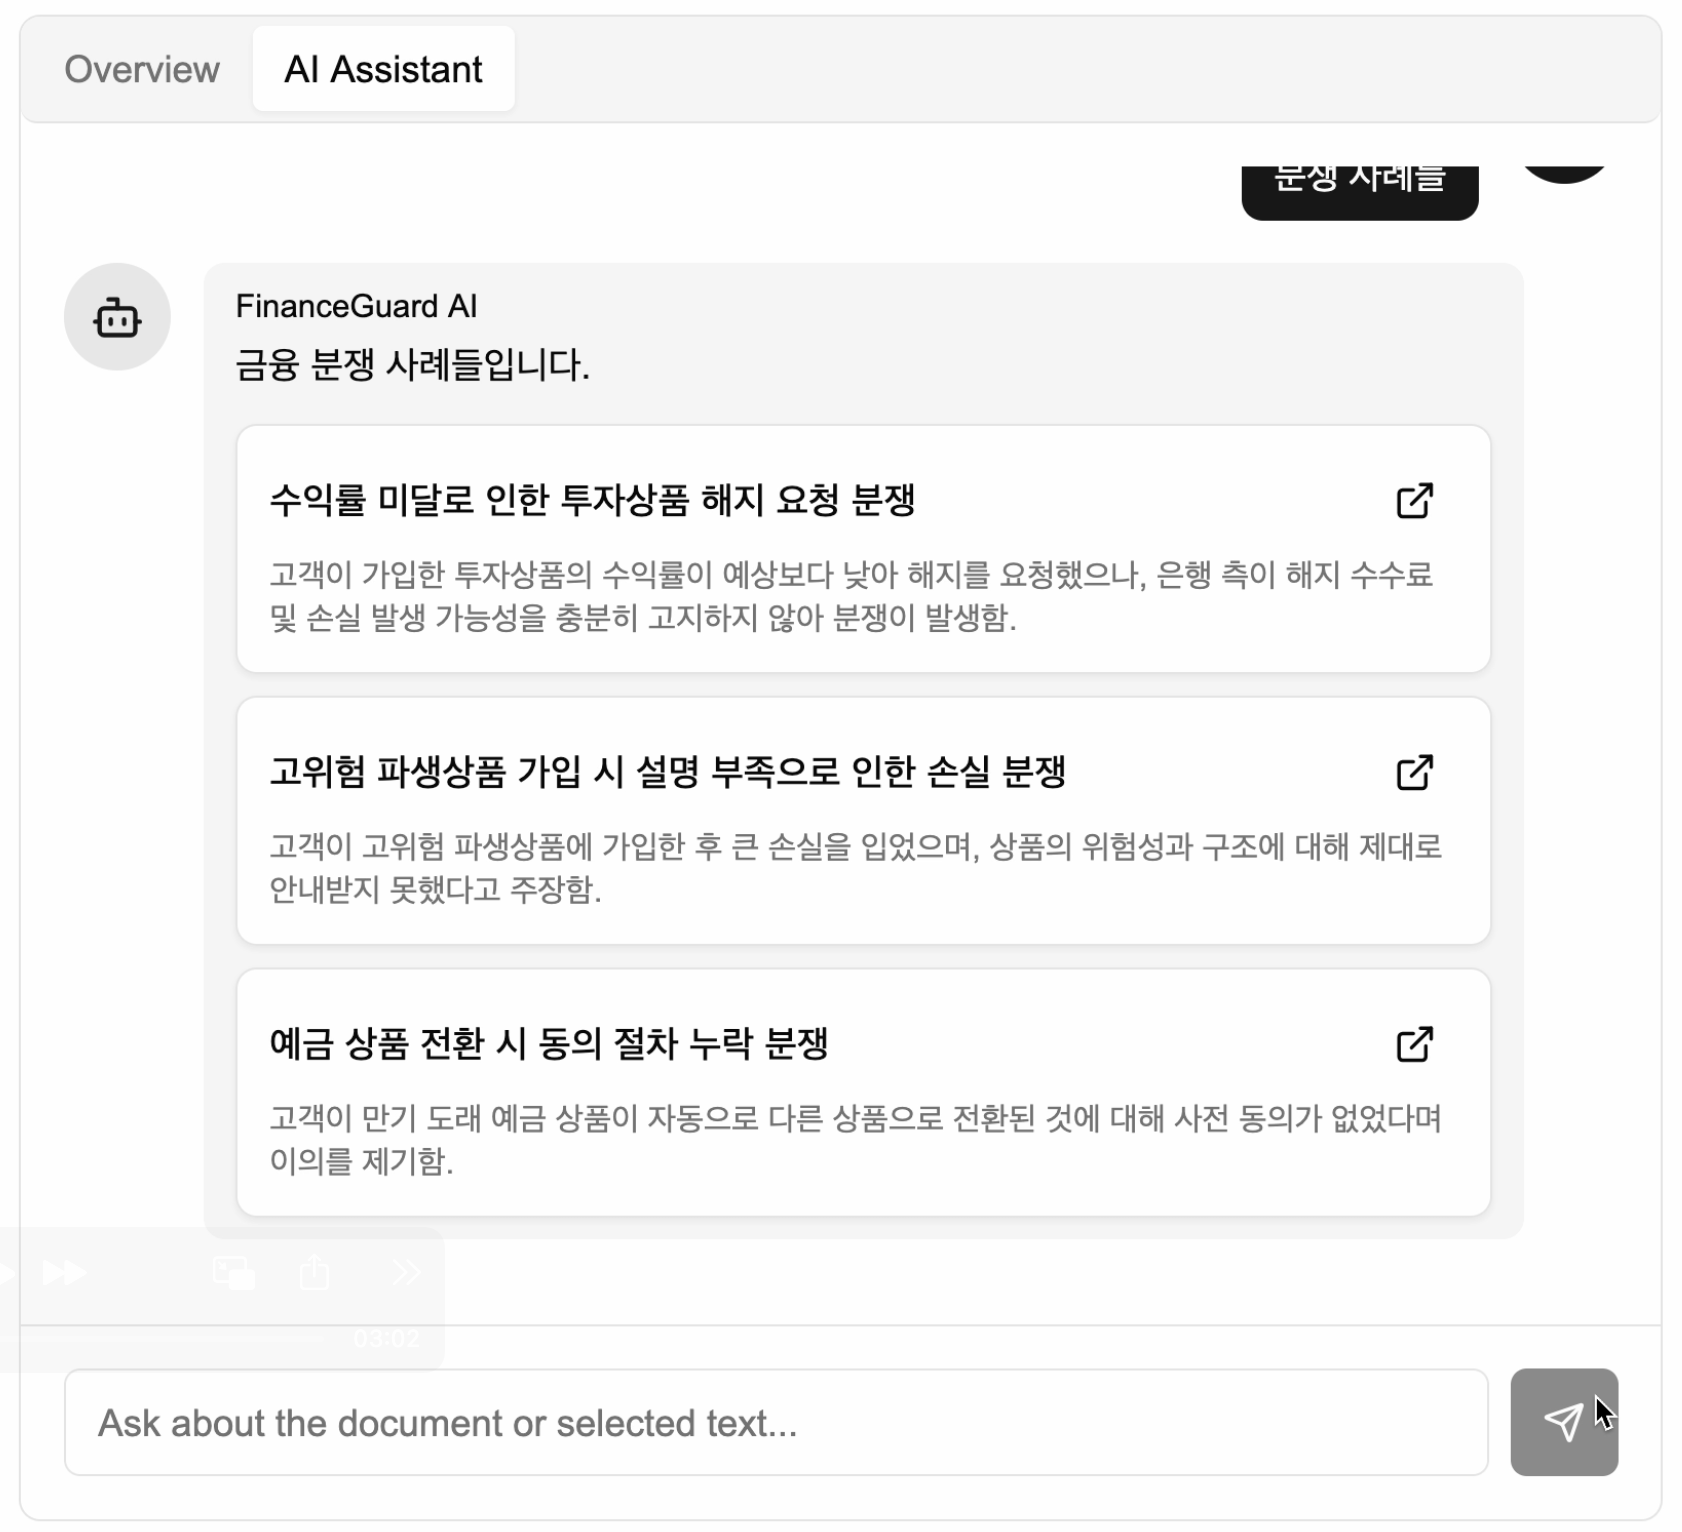 Overview
AI Assistant
분쟁 사례들
FinanceGuard AI
금융 분쟁 사례들입니다.
수익률 미달로 인한 투자상품 해지 요청 분쟁
고객이 가입한 투자상품의 수익률이 예상보다 낮아 해지를 요청했으나, 은행 측이 해지 수수료
및 손실 발생 가능성을 충분히 고지하지 않아 분쟁이 발생함.
고위험 파생상품 가입 시 설명 부족으로 인한 손실 분쟁
고객이 고위험 파생상품에 가입한 후 큰 손실을 입었으며, 상품의 위험성과 구조에 대해 제대로
안내받지 못했다고 주장함.
예금 상품 전환 시 동의 절차 누락 분쟁
고객이 만기 도래 예금 상품이 자동으로 다른 상품으로 전환된 것에 대해 사전 동의가 없었다며
이의를 제기함.
03:02
Ask about the document or selected text...